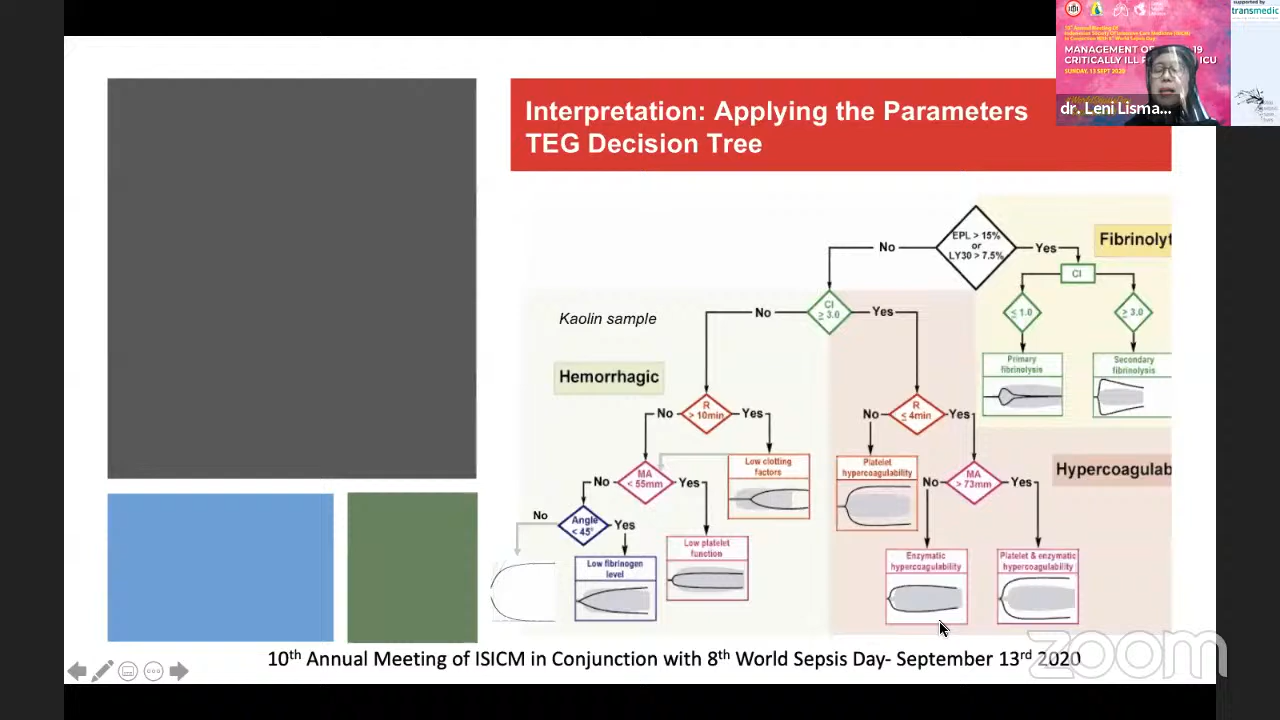 supported by
transmedic
MANAGEMENT OF
19
CRITICALLY ILL
ICU
SUNDAY, 13 SEPT 2020
dr. Leni Lisma...
Interpretation: Applying the Parameters
TEG Decision Tree
EPL > 15%
or
LY30 > 7.5%
No
Yes
Fibrinolyt
CI
≤ 1.0
≥ 3.0
Primary
fibrinolysis
Secondary
fibrinolysis
Kaolin sample
CI
≥ 3.0
No
Yes
Hemorrhagic
R
> 10min
No
Yes
R
≤ 4min
No
Yes
MA
< 55mm
No
Yes
Low clotting
factors
Platelet
hypercoagulability
MA
> 73mm
No
Yes
Hypercoagulab
Angle
< 45°
No
Yes
Low platelet
function
Low fibrinogen
level
Enzymatic
hypercoagulability
Platelet & enzymatic
hypercoagulability
10th Annual Meeting of ISICM in Conjunction with 8th World Sepsis Day- September 13rd 2020
zoom